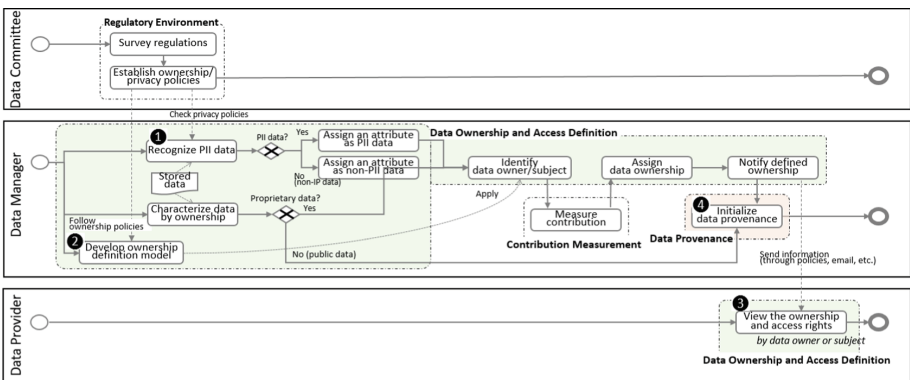 Data Committee
Regulatory Environment
Survey regulations
Establish ownership/
privacy policies
Check privacy policies
Data Manager
1
Recognize PII data
PII data?
Yes
Assign an attribute
as PII data
No
(non-IP data)
Assign an attribute
as non-PII data
Stored
data
Characterize data
by ownership
Proprietary data?
Yes
No (public data)
Follow
ownership policies
2
Develop ownership
definition model
Data Ownership and Access Definition
Identify
data owner/subject
Apply
Measure
contribution
Contribution Measurement
Assign
data ownership
Notify defined
ownership
4
Initialize
data provenance
Data Provenance
Send information
(through policies, email, etc.)
Data Provider
3
View the ownership
and access rights
by data owner or subject
Data Ownership and Access Definition